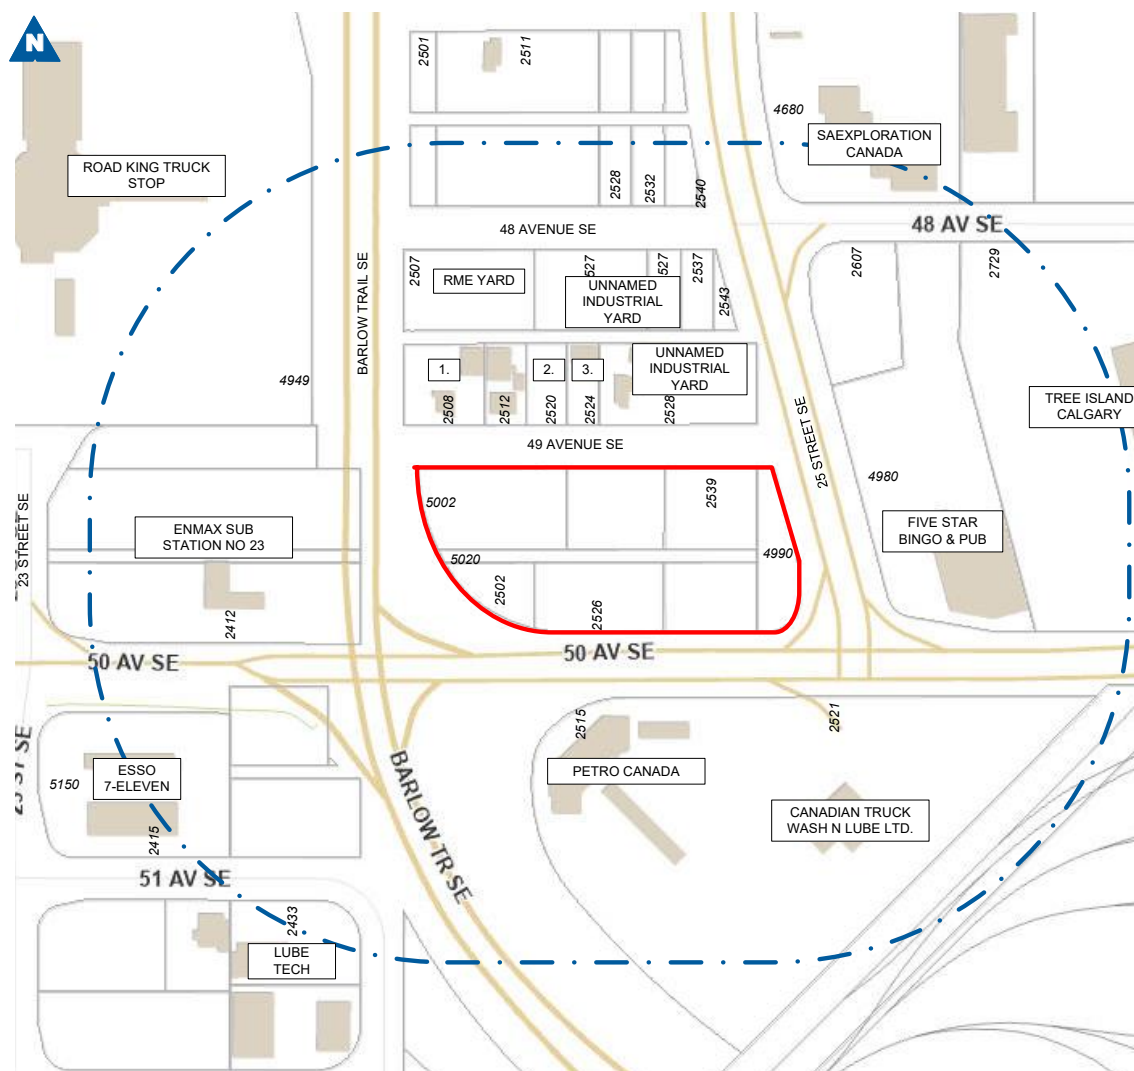 N
2501
2511
4680
SAEXPLORATION
CANADA
ROAD KING TRUCK
STOP
2528
2532
2540
48 AVENUE SE
48 AV SE
BARLOW TRAIL SE
2507
RME YARD
527
UNNAMED
INDUSTRIAL
YARD
527
2537
2543
2607
2729
1.
2.
3.
UNNAMED
INDUSTRIAL
YARD
2508
2512
2520
2524
2528
4949
TREE ISLAND
CALGARY
49 AVENUE SE
25 STREET SE
5002
2539
4980
23 STREET SE
ENMAX SUB
STATION NO 23
FIVE STAR
BINGO & PUB
5020
4990
2502
2526
2412
50 AV SE
50 AV SE
2515
2521
ESSO
7-ELEVEN
5150
2415
PETRO CANADA
BARLOW TR SE
CANADIAN TRUCK
WASH N LUBE LTD.
51 AV SE
2433
LUBE
TECH